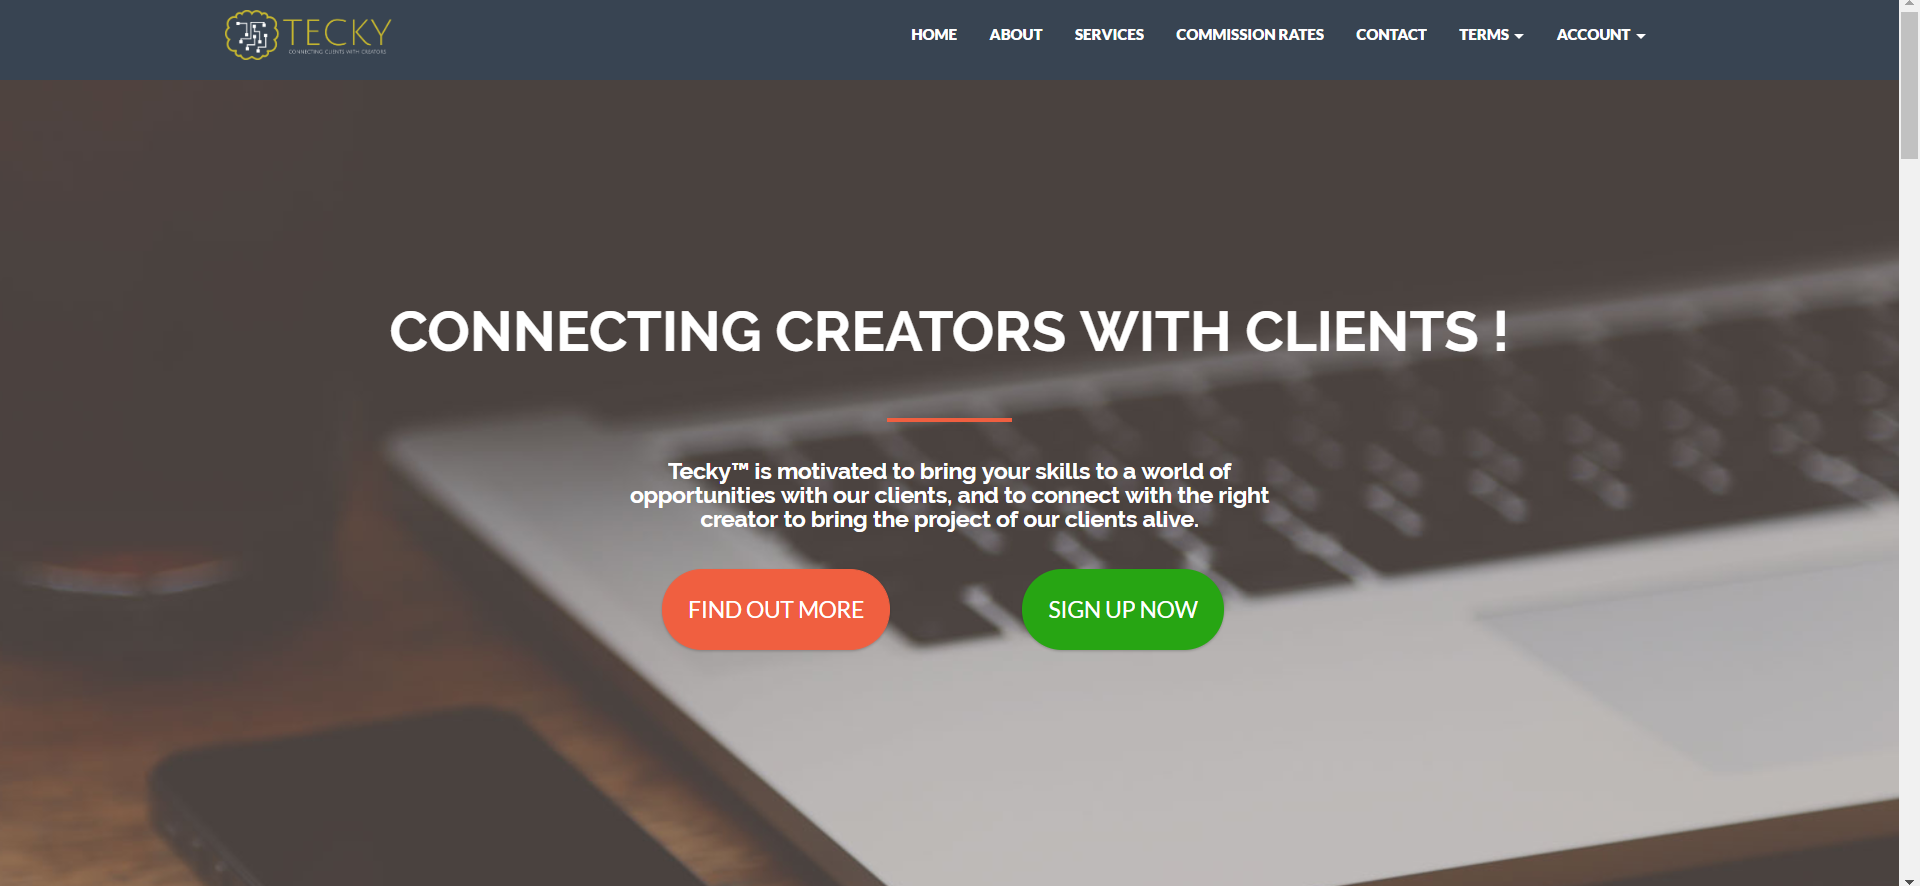 TECKY
CONNECTING CLIENTS WITH CREATORS
HOME ABOUT SERVICES COMMISSION RATES CONTACT TERMS ACCOUNT
CONNECTING CREATORS WITH CLIENTS !
Tecky™ is motivated to bring your skills to a world of
opportunities with our clients, and to connect with the right
creator to bring the project of our clients alive.
FIND OUT MORE SIGN UP NOW